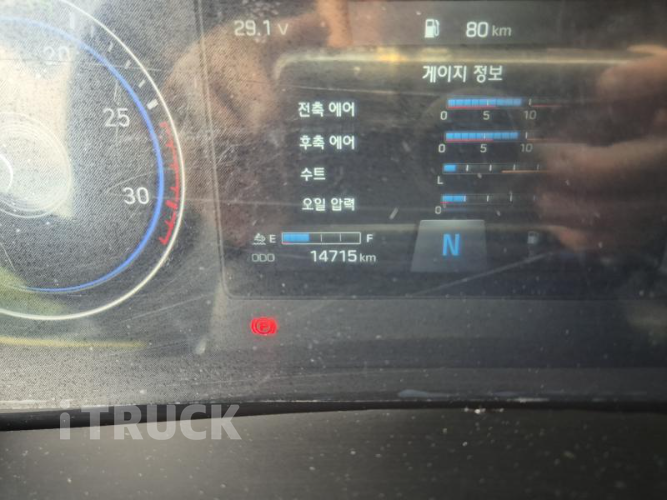 29.1 V
80 km
20
게이지 정보
25
전축 에어
0 5 10
후축 에어
0 5 10
30
수트
L
오일 압력
0
E F
N
ODO 14715 km
P
iTRUCK